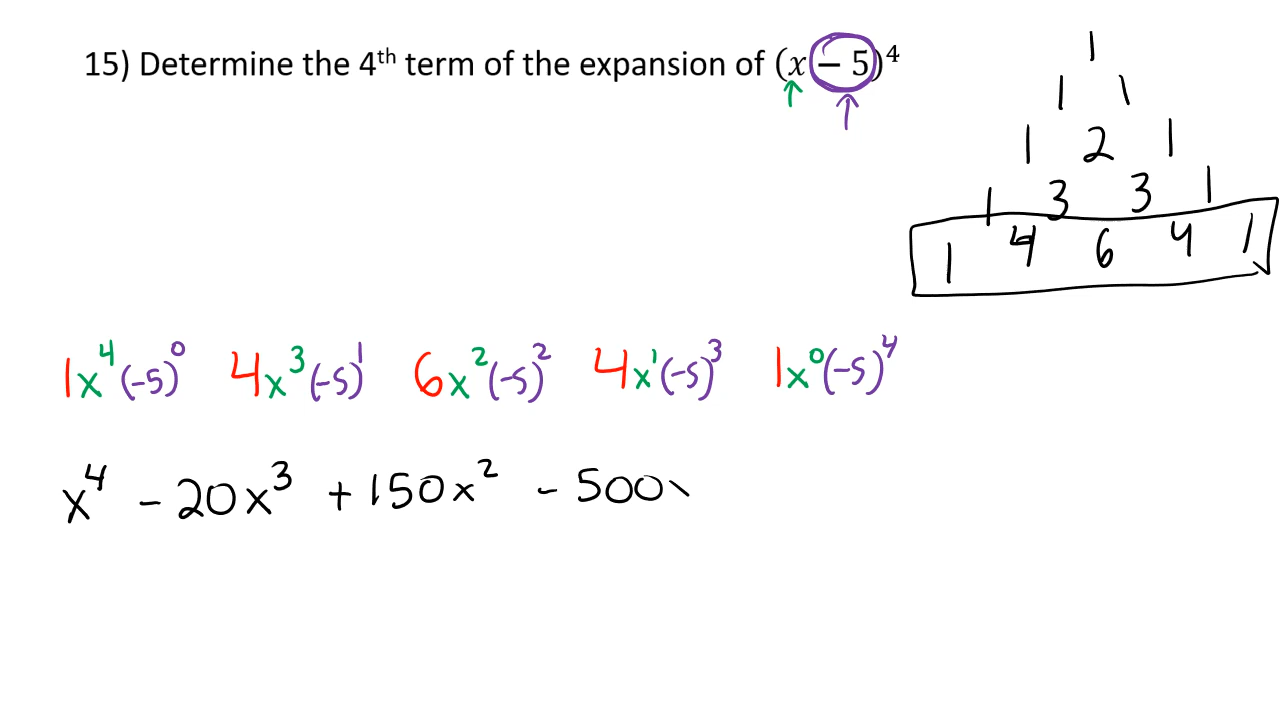 15) Determine the 4ᵗʰ term of the expansion of (x − 5)⁴
1
1 1
1 2 1
1 3 3 1
1 4 6 4 1
1x⁴(-5)⁰ 4x³(-5)¹ 6x²(-5)² 4x¹(-5)³ 1x⁰(-5)⁴
x⁴ - 20x³ + 150x² - 500